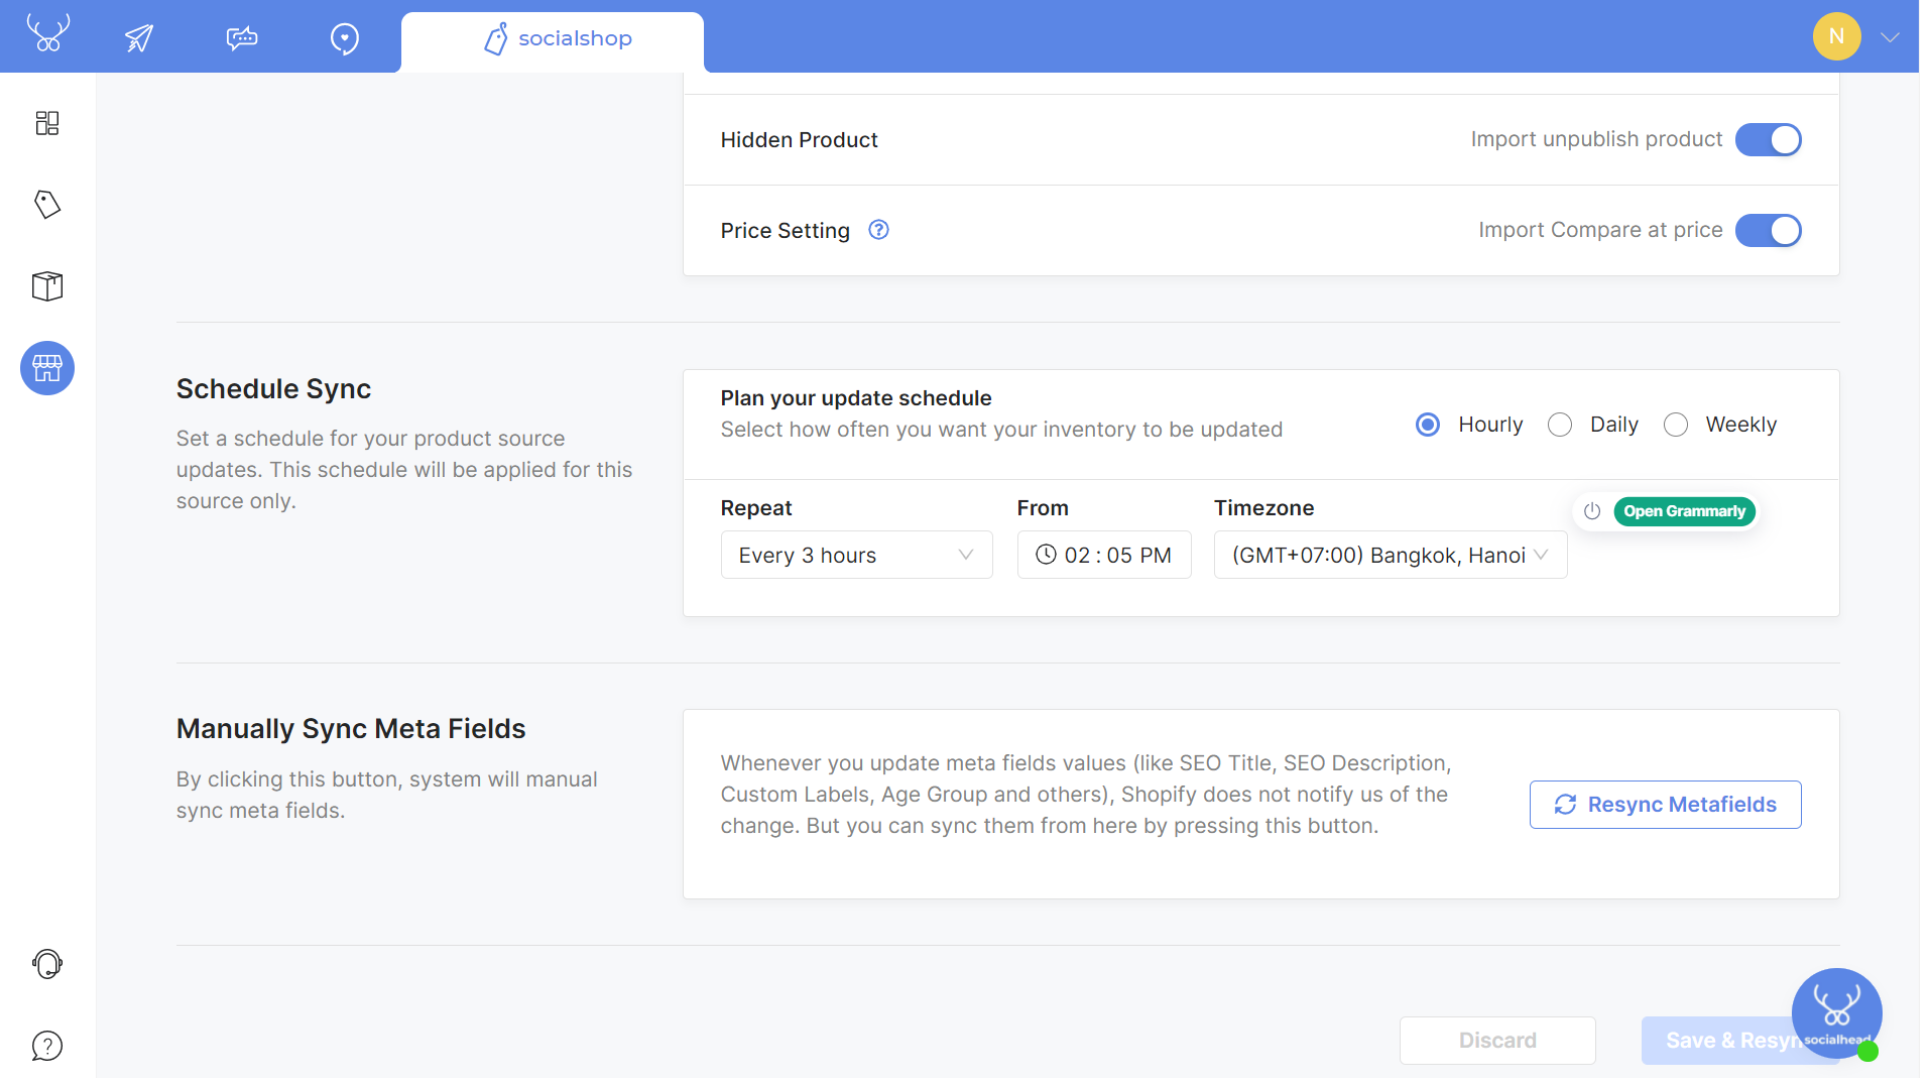 socialshop
N
Hidden Product
Import unpublish product
Price Setting
Import Compare at price
Schedule Sync
Set a schedule for your product source
updates. This schedule will be applied for this
source only.
Plan your update schedule
Select how often you want your inventory to be updated
Hourly
Daily
Weekly
Repeat
From
Timezone
Open Grammarly
Every 3 hours
02 : 05 PM
(GMT+07:00) Bangkok, Hanoi
Manually Sync Meta Fields
By clicking this button, system will manual
sync meta fields.
Whenever you update meta fields values (like SEO Title, SEO Description,
Custom Labels, Age Group and others), Shopify does not notify us of the
change. But you can sync them from here by pressing this button.
Resync Metafields
Discard
Save & Resyn
socialhead